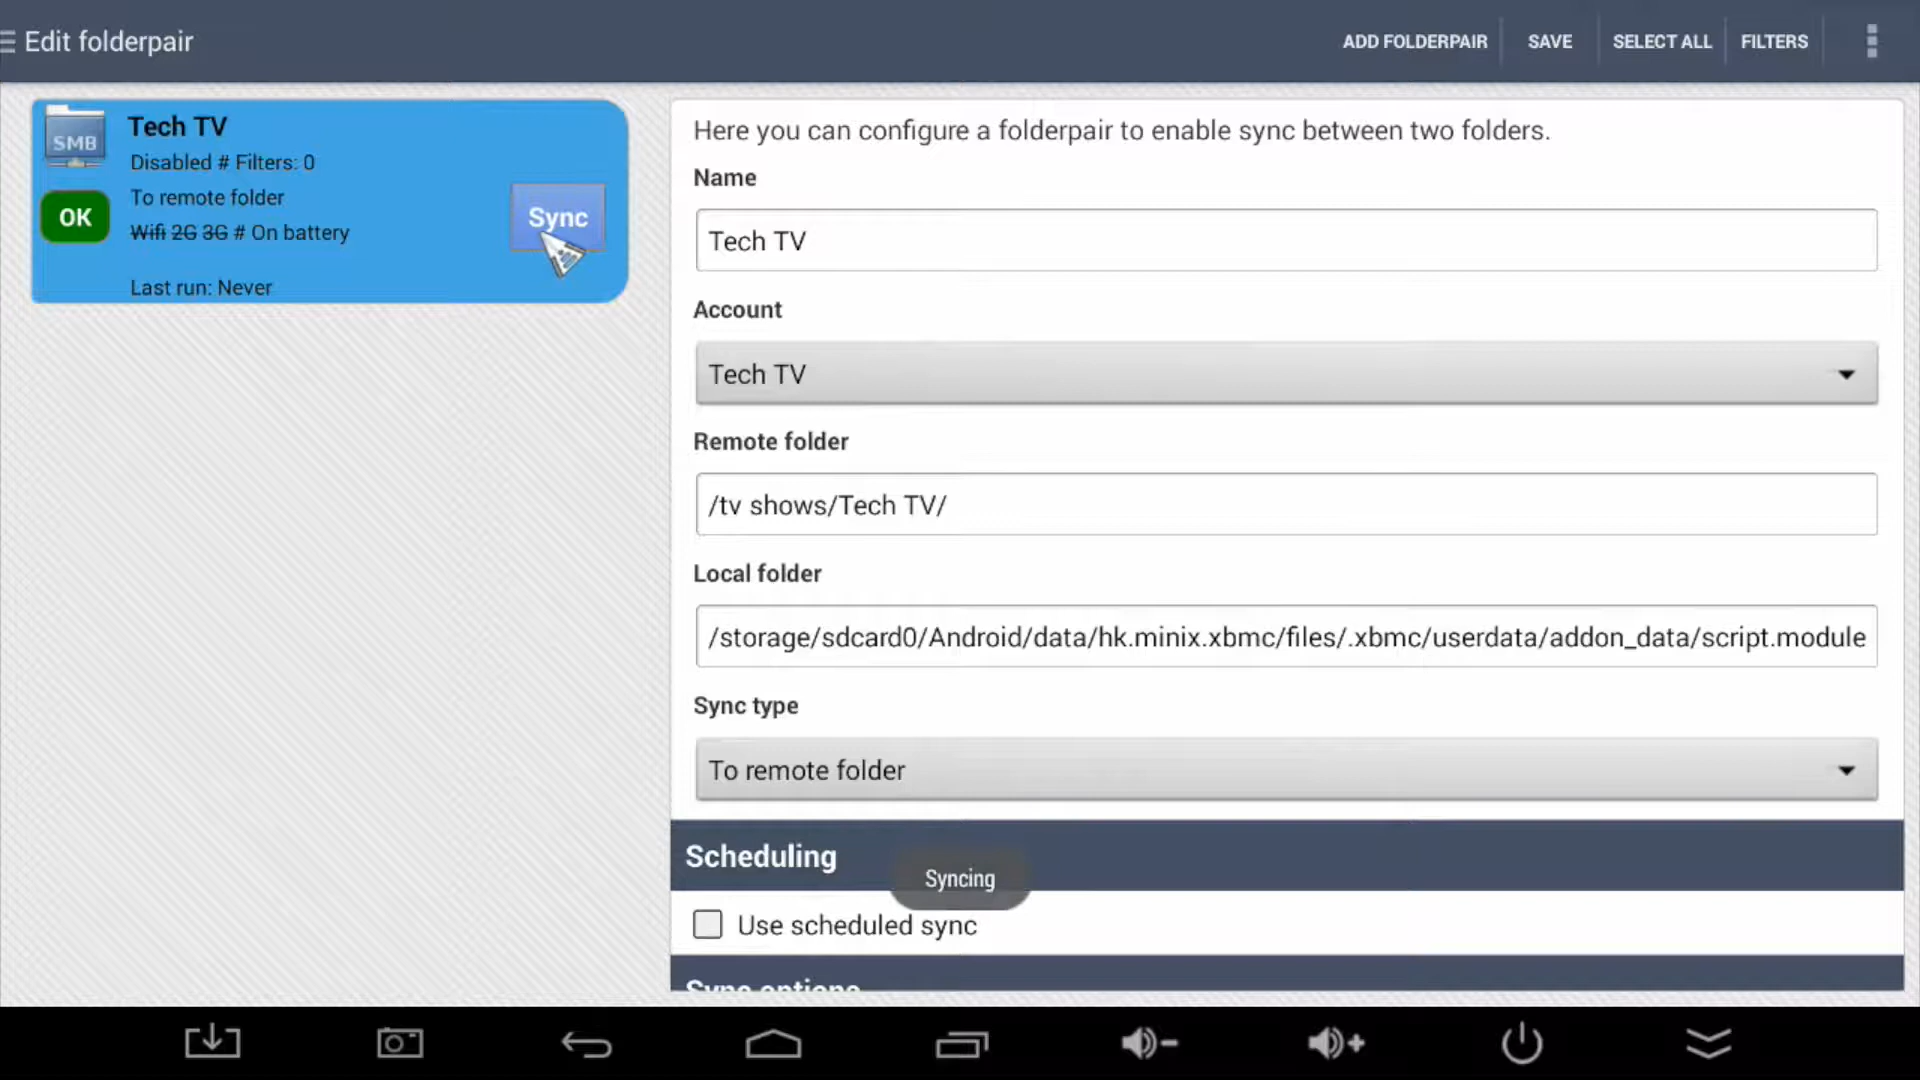 Edit folderpair
ADD FOLDERPAIR
SAVE
SELECT ALL
FILTERS
SMB
Tech TV
Disabled # Filters: 0
To remote folder
OK
Wifi 2G 3G # On battery
Sync
Last run: Never
Here you can configure a folderpair to enable sync between two folders.
Name
Tech TV
Account
Tech TV
Remote folder
/tv shows/Tech TV/
Local folder
/storage/sdcard0/Android/data/hk.minix.xbmc/files/.xbmc/userdata/addon_data/script.module
Sync type
To remote folder
Scheduling
Syncing
Use scheduled sync
Sync options